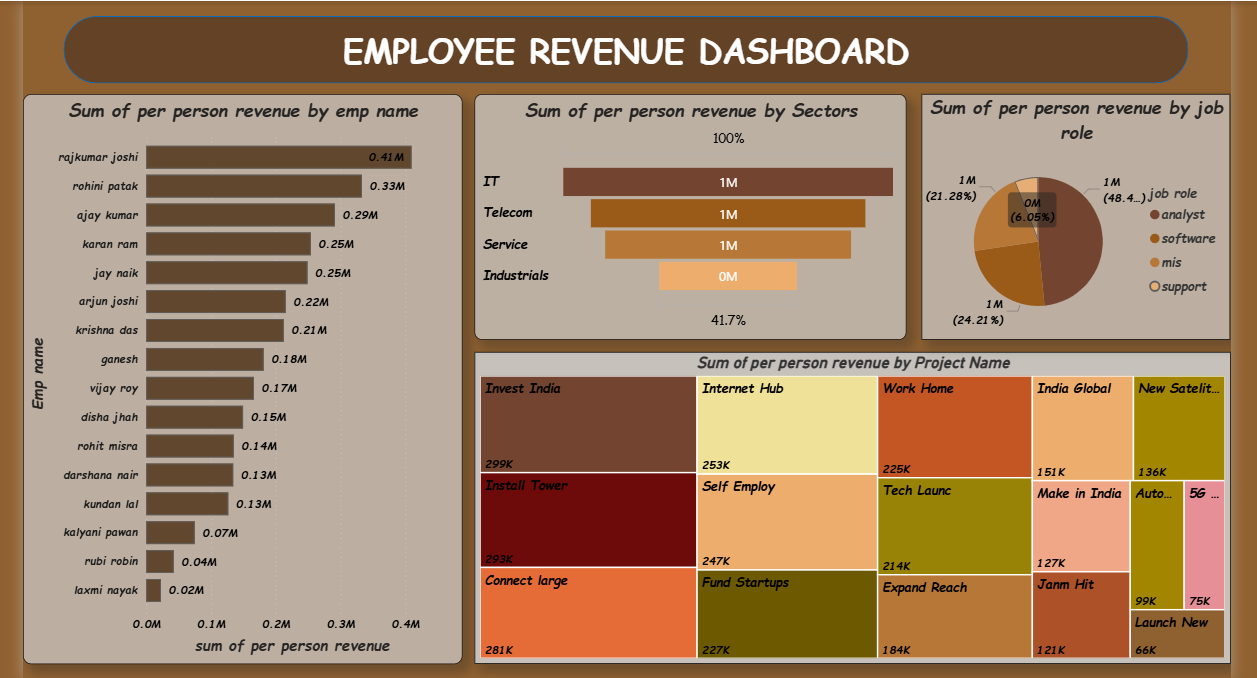 EMPLOYEE REVENUE DASHBOARD
Sum of per person revenue by emp name
Emp name
rajkumar joshi 0.41M
rohini patak 0.33M
ajay kumar 0.29M
karan ram 0.25M
jay naik 0.25M
arjun joshi 0.22M
krishna das 0.21M
ganesh 0.18M
vijay roy 0.17M
disha jhah 0.15M
rohit misra 0.14M
darshana nair 0.13M
kundan lal 0.13M
kalyani pawan 0.07M
rubi robin 0.04M
laxmi nayak 0.02M
0.0M 0.1M 0.2M 0.3M 0.4M
sum of per person revenue
Sum of per person revenue by Sectors
100%
IT 1M
Telecom 1M
Service 1M
Industrials 0M
41.7%
Sum of per person revenue by job
role
1M
(21.28%)
0M
(6.05%)
1M
(48.4...)
1M
(24.21%)
job role
analyst
software
mis
support
Sum of per person revenue by Project Name
Invest India
299K
Install Tower
293K
Connect large
281K
Internet Hub
253K
Self Employ
247K
Fund Startups
227K
Work Home
225K
Tech Launc
214K
Expand Reach
184K
India Global
151K
New Satelit...
136K
Make in India
127K
Janm Hit
121K
Auto...
99K
5G ...
75K
Launch New
66K